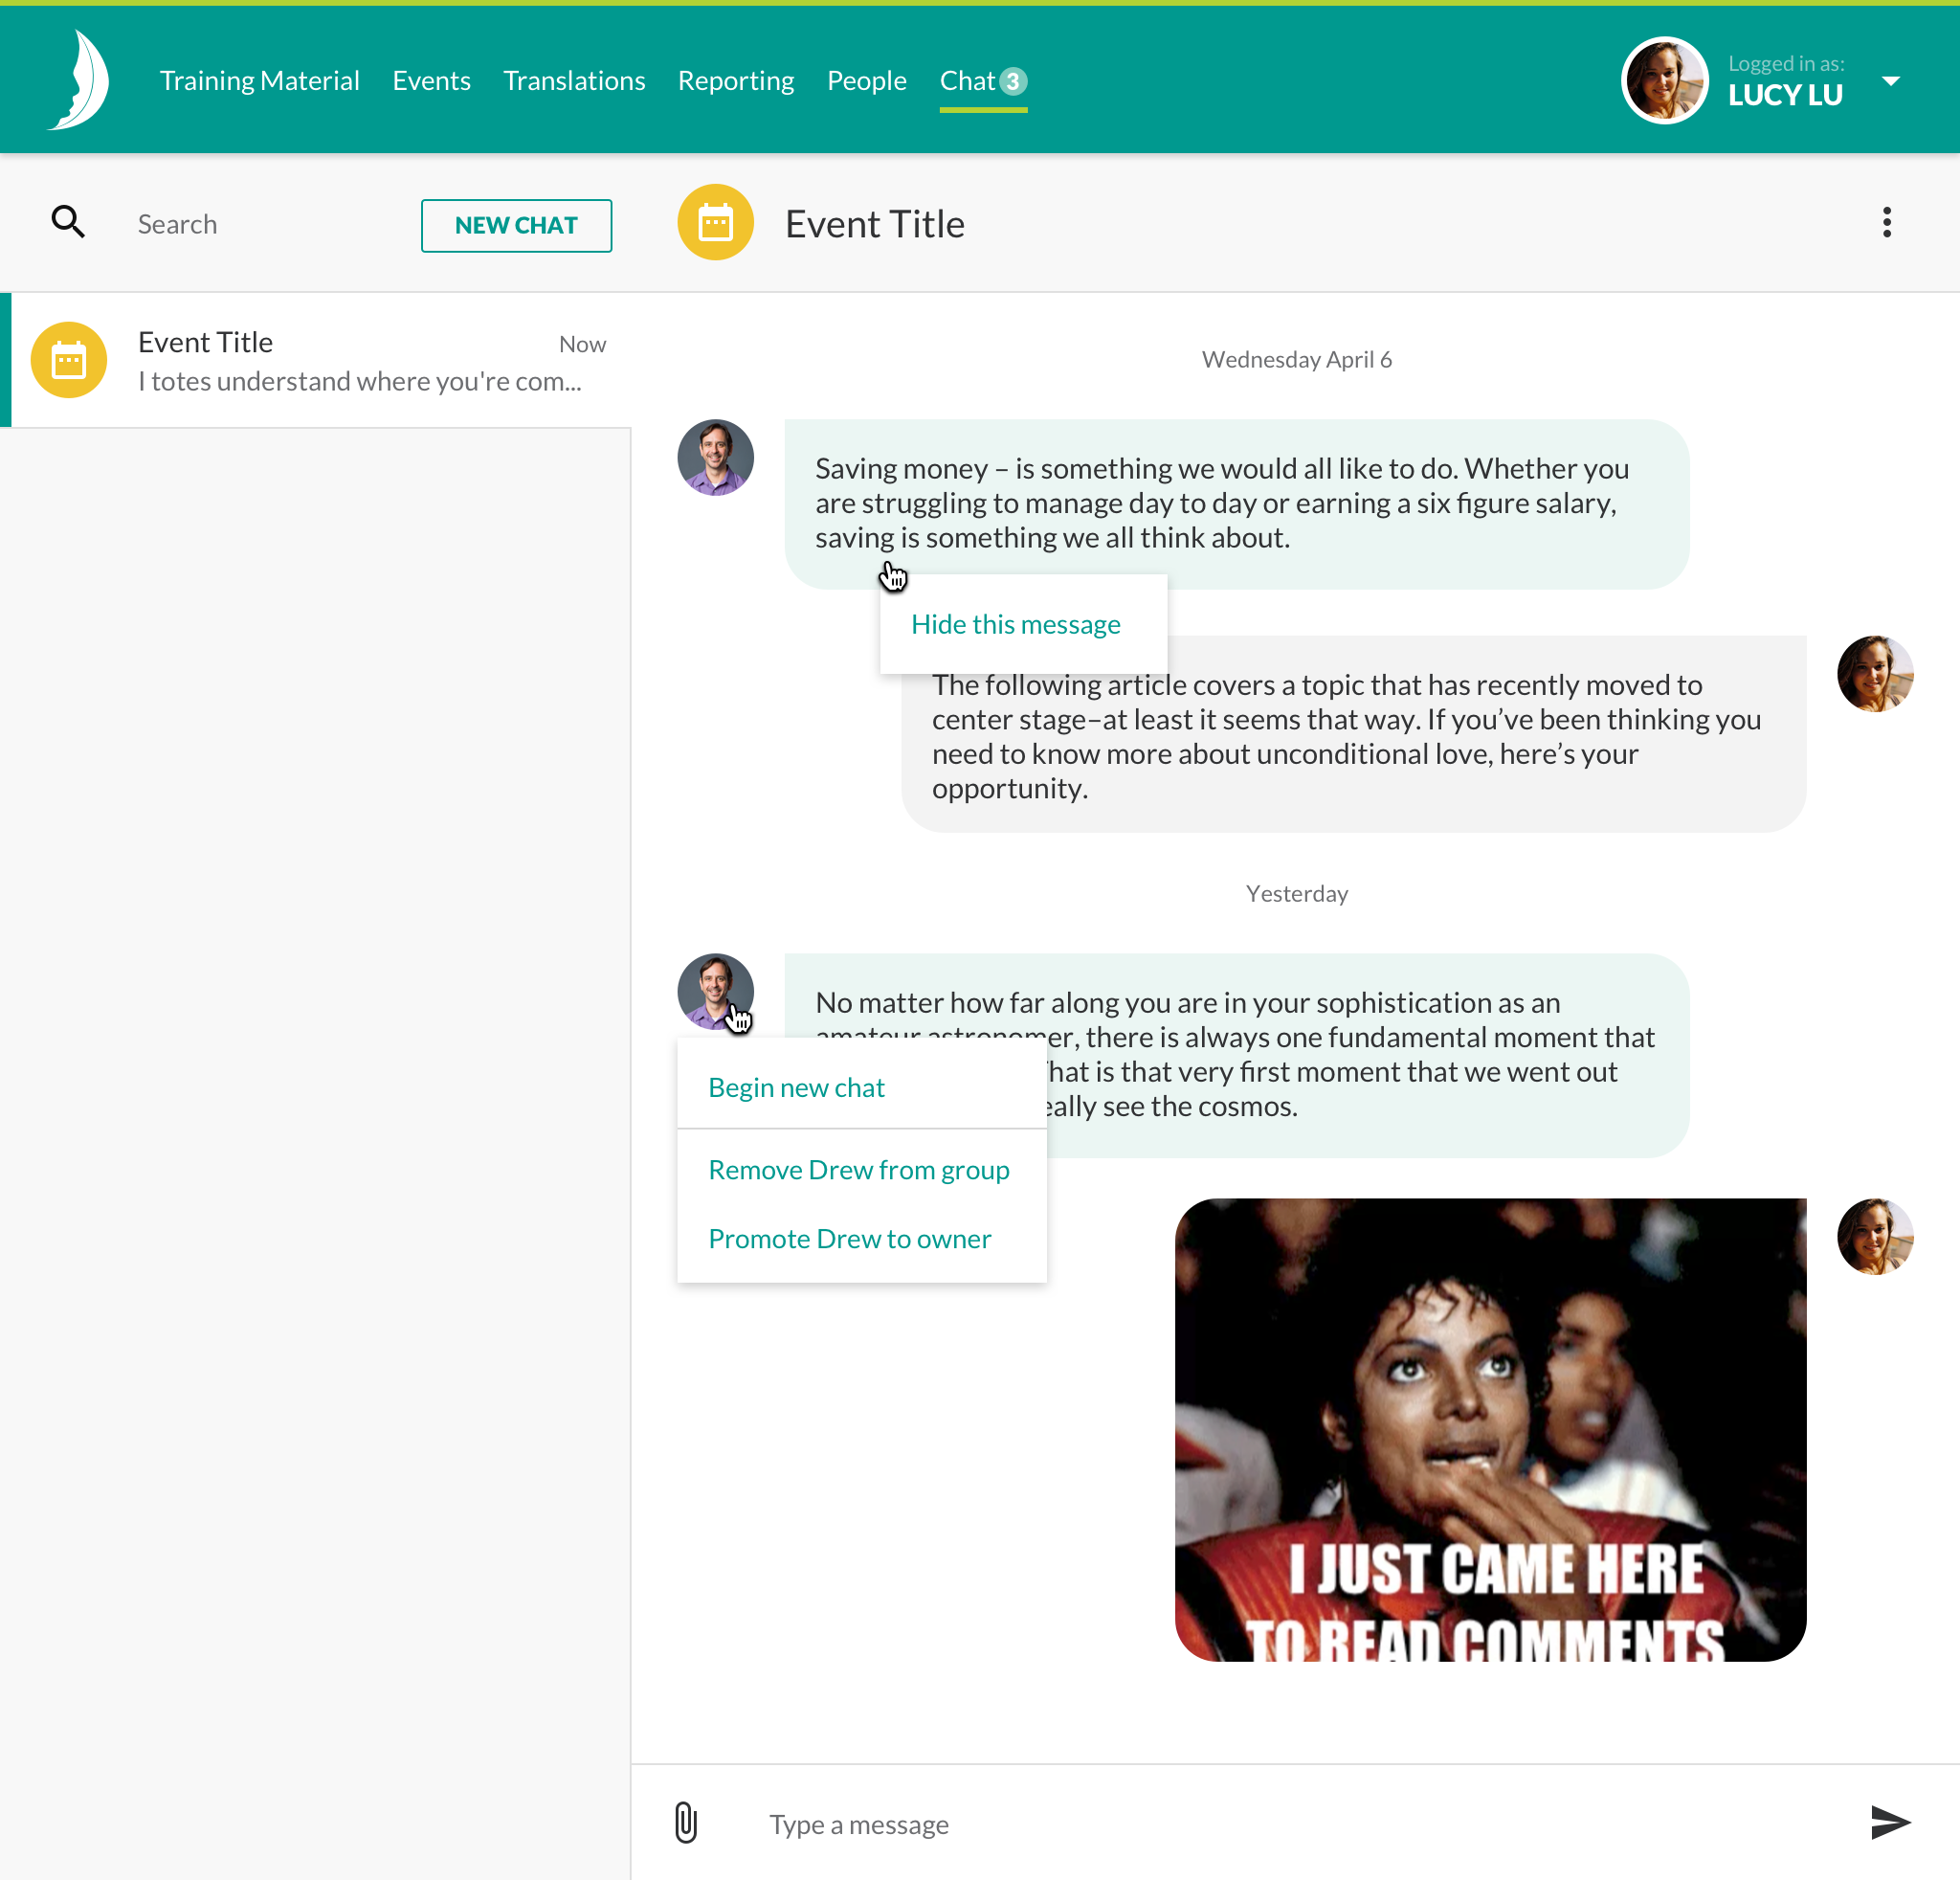 Training Material Events Translations Reporting People Chat 3
Logged in as:
LUCY LU
Search
NEW CHAT
Event Title
Event Title
Now
I totes understand where you're com...
Wednesday April 6
Saving money – is something we would all like to do. Whether you
are struggling to manage day to day or earning a six figure salary,
saving is something we all think about.
Hide this message
The following article covers a topic that has recently moved to
center stage–at least it seems that way. If you’ve been thinking you
need to know more about unconditional love, here’s your
opportunity.
Yesterday
No matter how far along you are in your sophistication as an
amateur astronomer, there is always one fundamental moment that
is that very first moment that we went out
see the cosmos.
Begin new chat
Remove Drew from group
Promote Drew to owner
I JUST CAME HERE
TO READ COMMENTS
Type a message